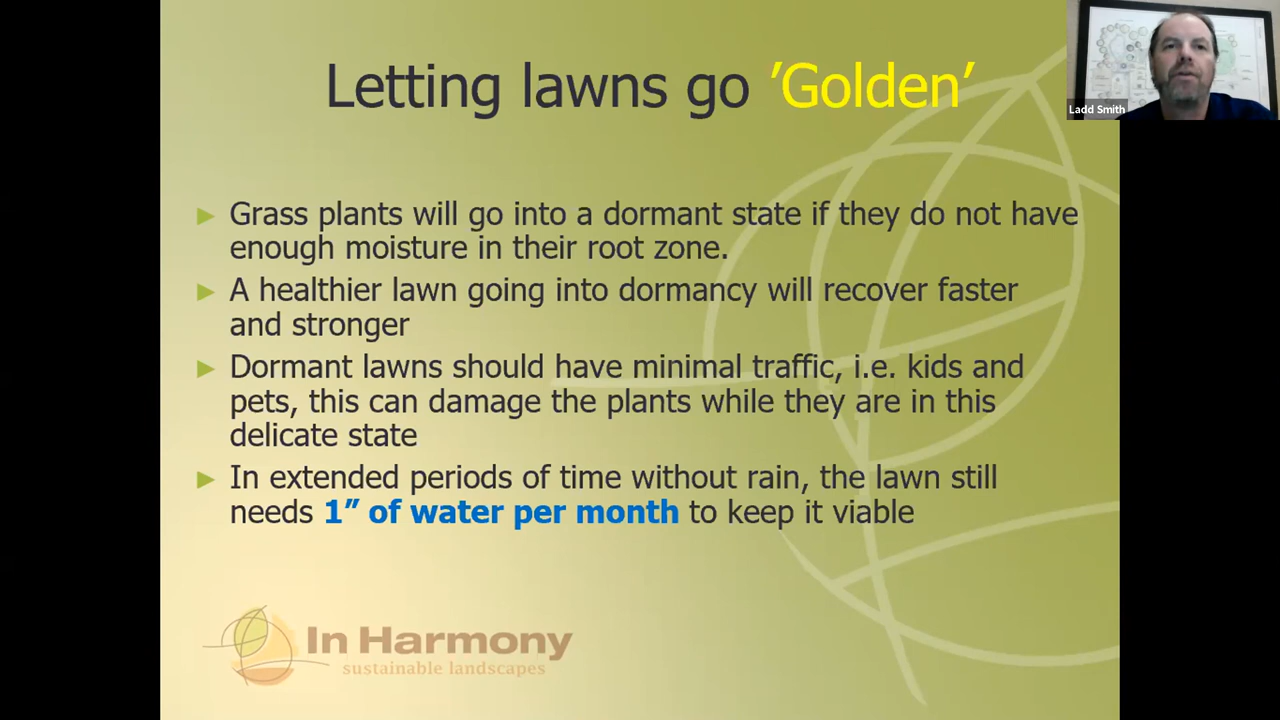 Letting lawns go ’Golden’
Ladd Smith
► Grass plants will go into a dormant state if they do not have
enough moisture in their root zone.
► A healthier lawn going into dormancy will recover faster
and stronger
► Dormant lawns should have minimal traffic, i.e. kids and
pets, this can damage the plants while they are in this
delicate state
► In extended periods of time without rain, the lawn still
needs 1” of water per month to keep it viable
In Harmony
sustainable landscapes